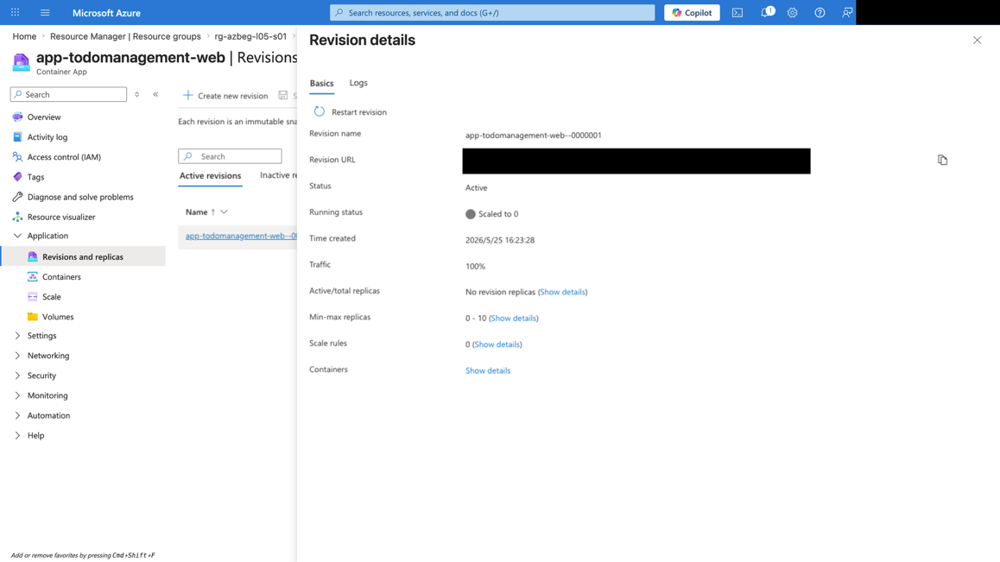 Microsoft Azure
Search resources, services, and docs (G+/)
Copilot
1
Home > Resource Manager | Resource groups > rg-azbeg-l05-s01 >
app-todomanagement-web | Revisions
Container App
Search
Overview
Activity log
Access control (IAM)
Tags
Diagnose and solve problems
Resource visualizer
Application
Revisions and replicas
Containers
Scale
Volumes
Settings
Networking
Security
Monitoring
Automation
Help
Add or remove favorites by pressing Cmd+Shift+F
Create new revision
Each revision is an immutable
Search
Active revisions
Inactive
Name ↑
app-todomanagement-web--00
Revision details
Basics
Logs
Restart revision
Revision name app-todomanagement-web--0000001
Revision URL
Status Active
Running status Scaled to 0
Time created 2026/5/25 16:23:28
Traffic 100%
Active/total replicas No revision replicas (Show details)
Min-max replicas 0 - 10 (Show details)
Scale rules 0 (Show details)
Containers Show details